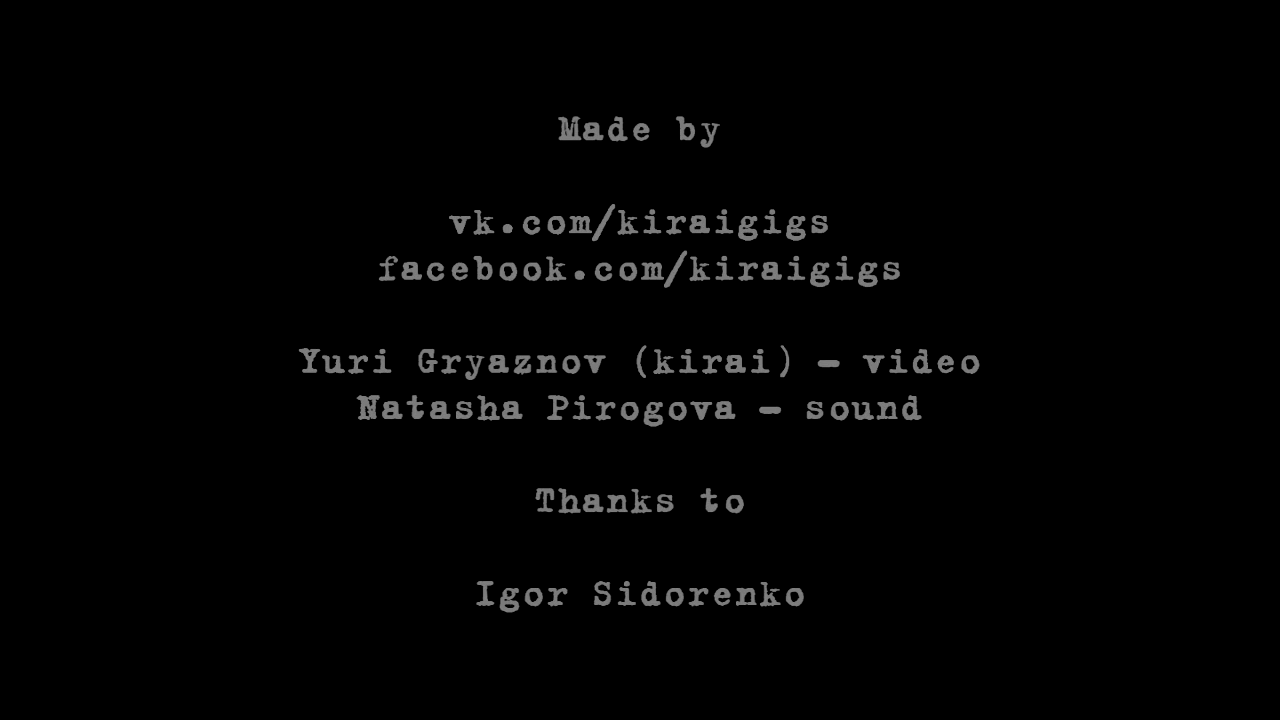 Made by
vk.com/kiraigigs
facebook.com/kiraigigs
Yuri Gryaznov (kirai) – video
Natasha Pirogova – sound
Thanks to
Igor Sidorenko